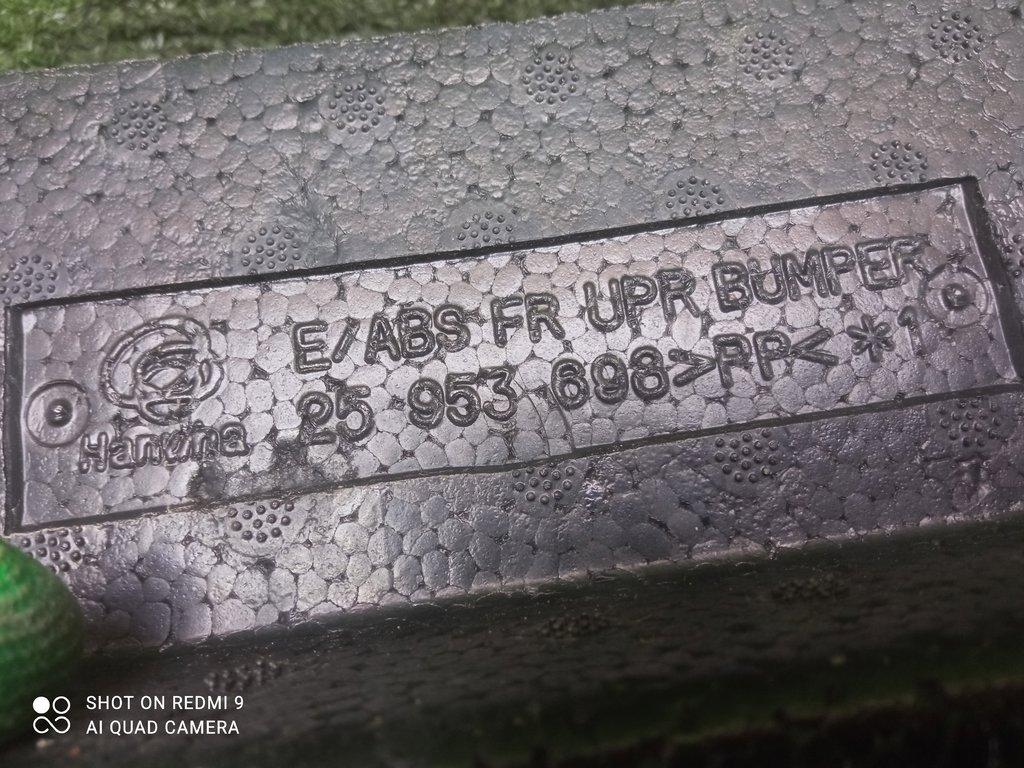 E/ABS FR UPR BUMPER
25 953 698>PP< *1
Hanwha
SHOT ON REDMI 9
AI QUAD CAMERA